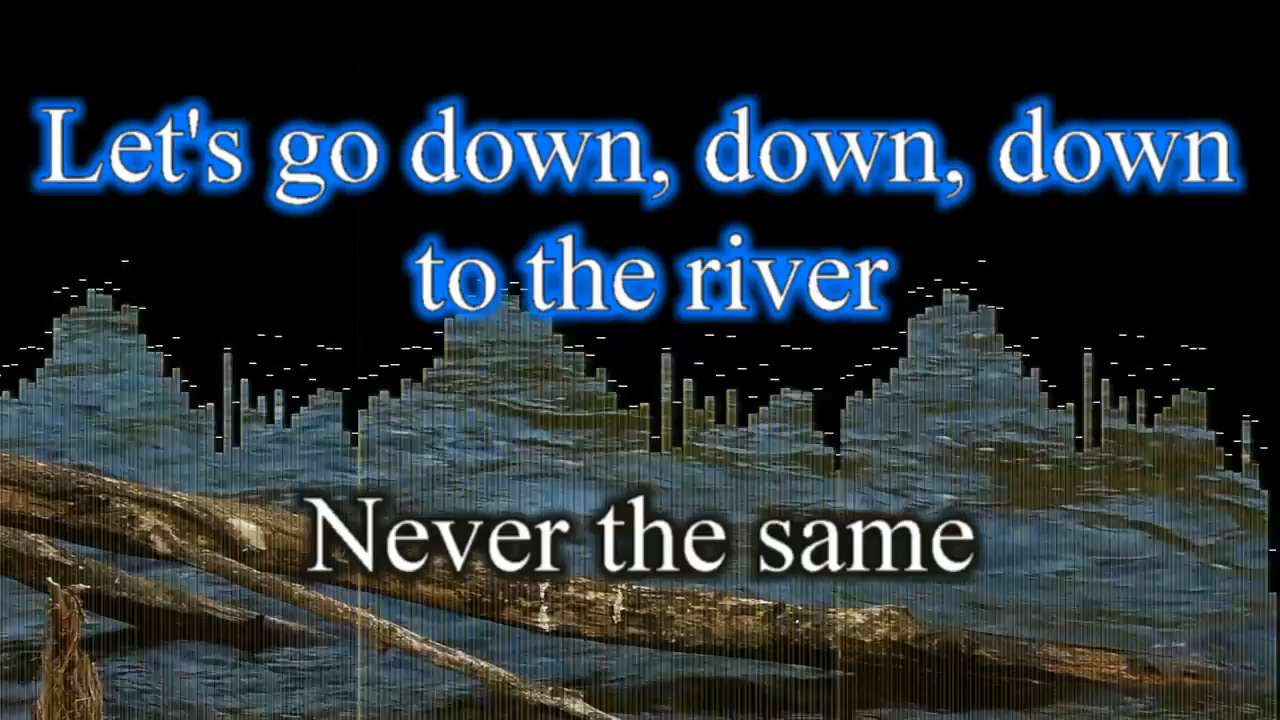 Let's go down, down, down
to the river
Never the same